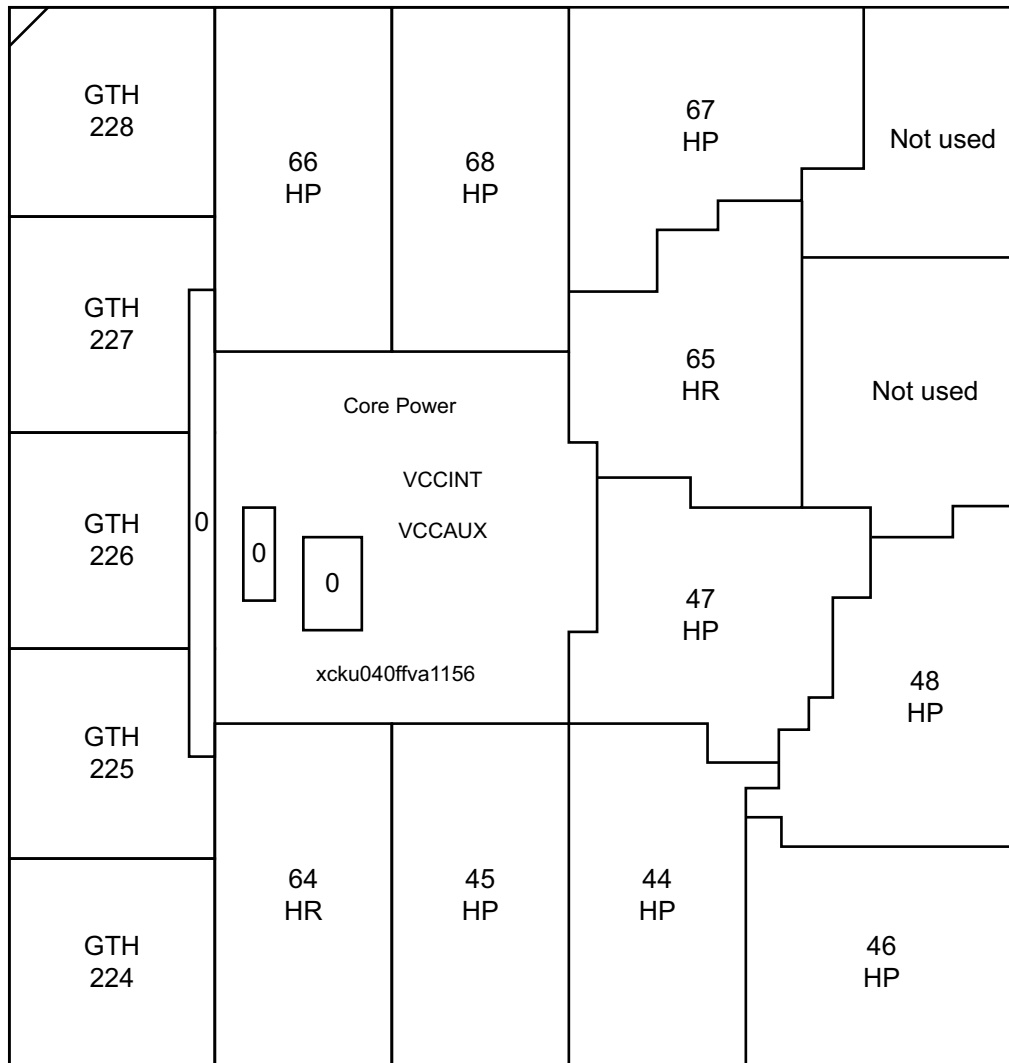 GTH
228
66
HP
68
HP
67
HP
Not used
GTH
227
65
HR
Not used
Core Power
VCCINT
VCCAUX
GTH
226
0
0
0
47
HP
xcku040ffva1156
48
HP
GTH
225
64
HR
45
HP
44
HP
GTH
224
46
HP